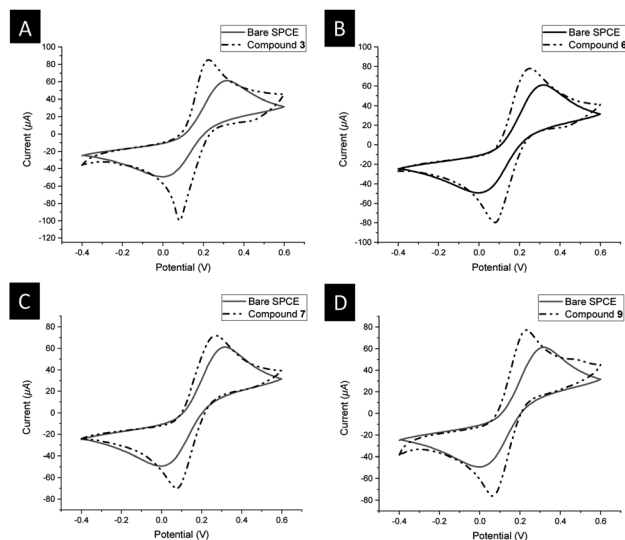 A
Bare SPCE
Compound 3
100
80
60
40
20
0
-20
-40
-60
-80
-100
-120
Current (µA)
-0.4 -0.2 0.0 0.2 0.4 0.6
Potential (V)
B
Bare SPCE
Compound 6
100
80
60
40
20
0
-20
-40
-60
-80
-100
Current (µA)
-0.4 -0.2 0.0 0.2 0.4 0.6
Potential (V)
C
Bare SPCE
Compound 7
80
60
40
20
0
-20
-40
-60
-80
Current (µA)
-0.4 -0.2 0.0 0.2 0.4 0.6
Potential (V)
D
Bare SPCE
Compound 9
80
60
40
20
0
-20
-40
-60
-80
Current (µA)
-0.4 -0.2 0.0 0.2 0.4 0.6
Potential (V)